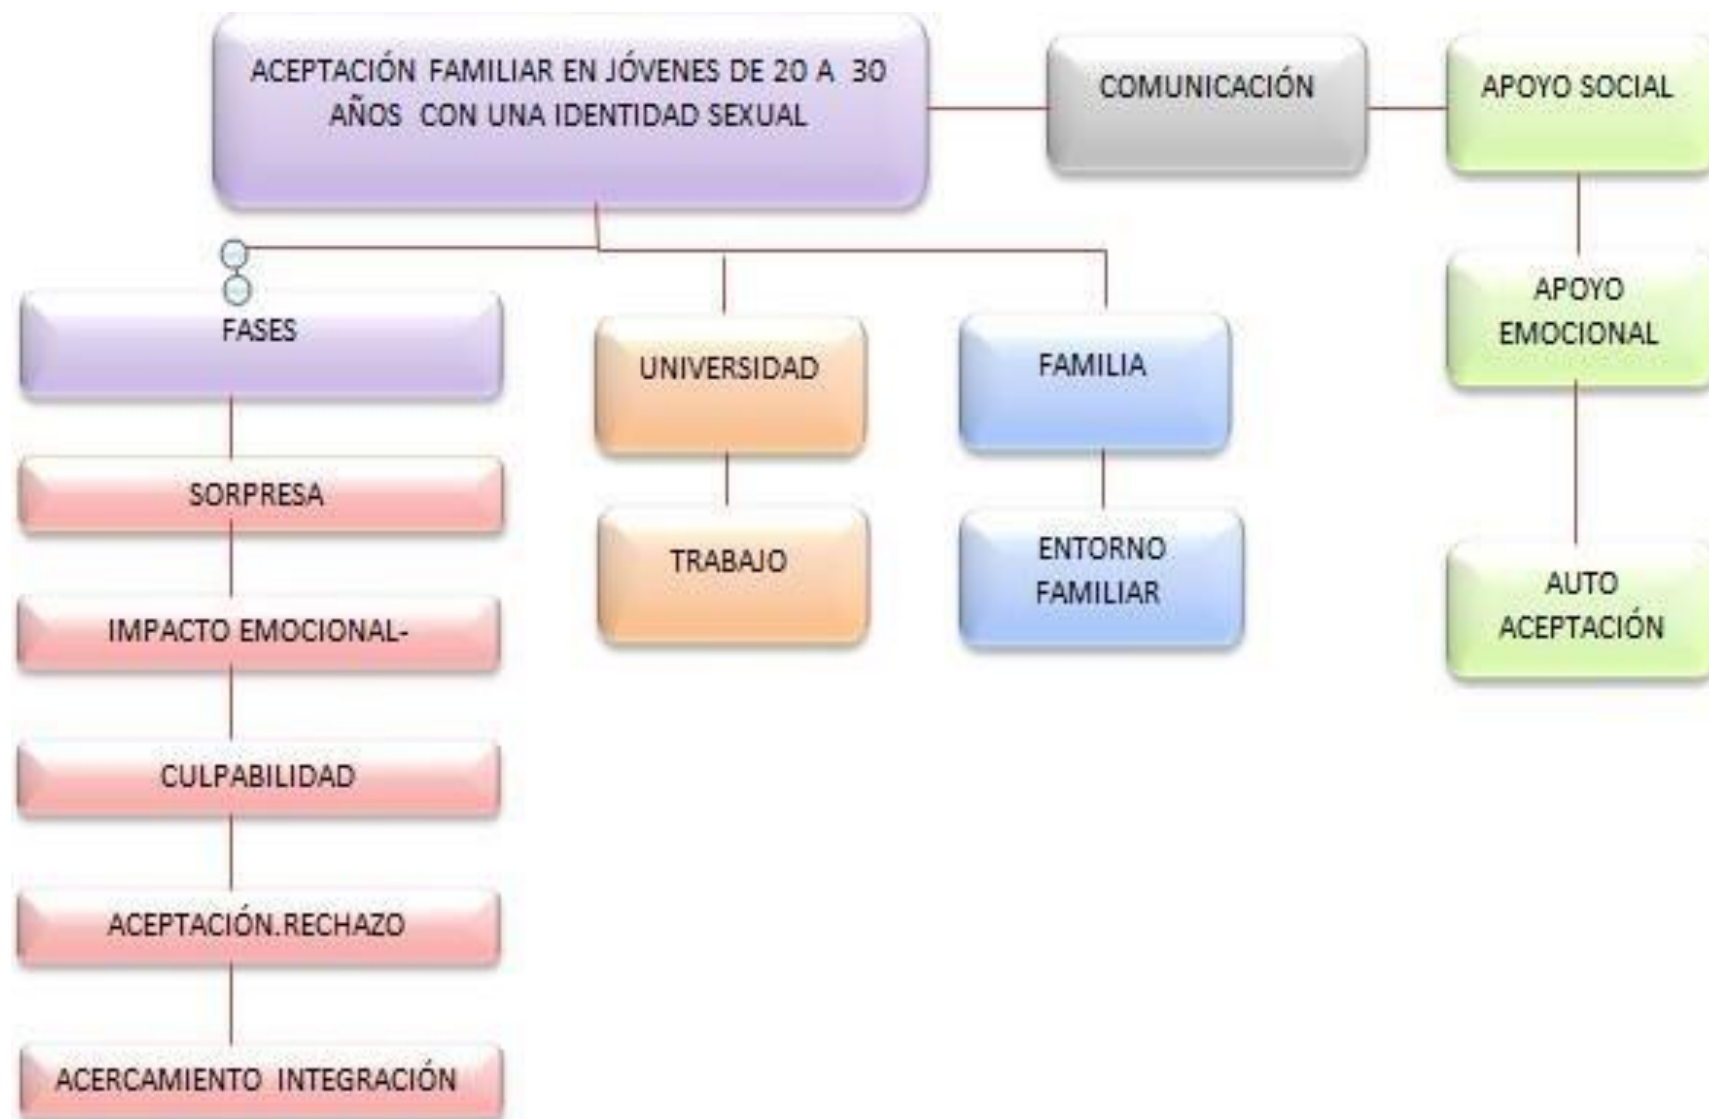 ACEPTACIÓN FAMILIAR EN JÓVENES DE 20 A 30
AÑOS CON UNA IDENTIDAD SEXUAL
COMUNICACIÓN
APOYO SOCIAL
APOYO
EMOCIONAL
AUTO
ACEPTACIÓN
FASES
SORPRESA
IMPACTO EMOCIONAL-
CULPABILIDAD
ACEPTACIÓN.RECHAZO
ACERCAMIENTO INTEGRACIÓN
UNIVERSIDAD
TRABAJO
FAMILIA
ENTORNO
FAMILIAR